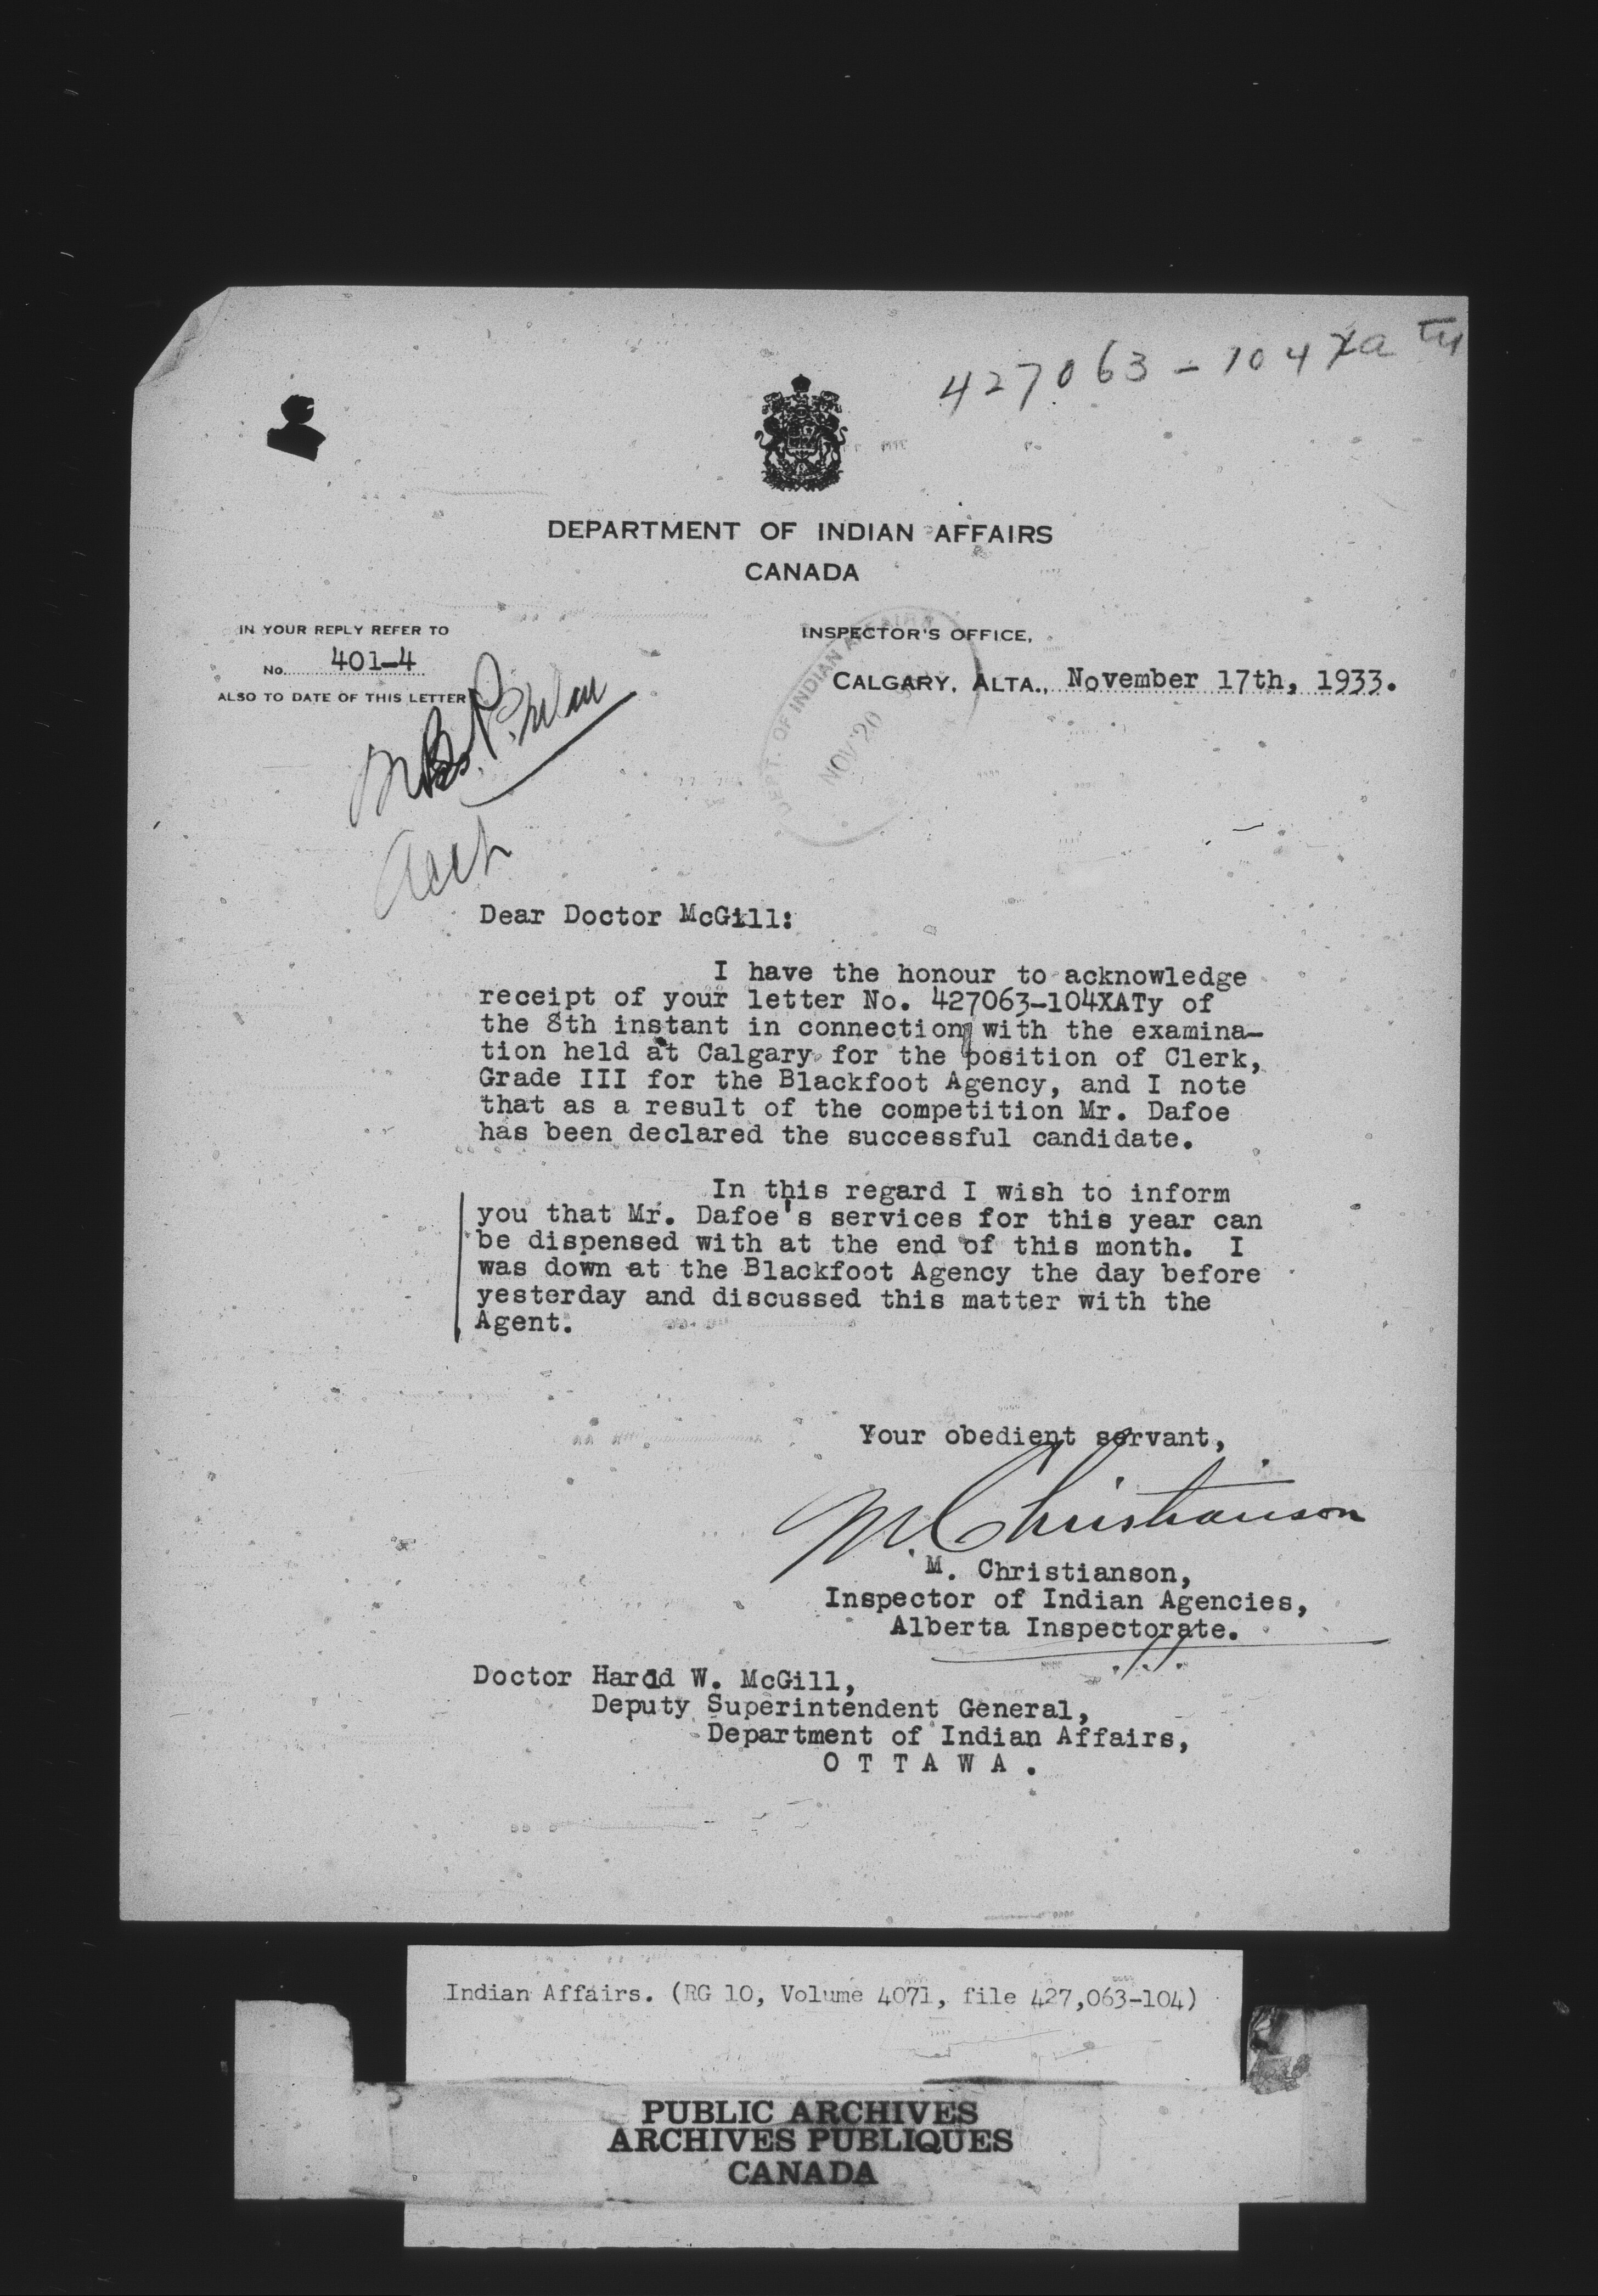 427063-104xa Ty
DEPARTMENT OF INDIAN AFFAIRS
CANADA
IN YOUR REPLY REFER TO
No. 401-4
ALSO TO DATE OF THIS LETTER
INSPECTOR'S OFFICE,
CALGARY, ALTA., November 17th, 1933.
DEPT. OF INDIAN AFFAIRS
NOV 20
Phelan
Dear Doctor McGill:
I have the honour to acknowledge
receipt of your letter No. 427063-104XATy of
the 8th instant in connection with the examina-
tion held at Calgary for the position of Clerk,
Grade III for the Blackfoot Agency, and I note
that as a result of the competition Mr. Dafoe
has been declared the successful candidate.
In this regard I wish to inform
you that Mr. Dafoe's services for this year can
be dispensed with at the end of this month. I
was down at the Blackfoot Agency the day before
yesterday and discussed this matter with the
Agent.
Your obedient servant,
M. Christianson
M. Christianson,
Inspector of Indian Agencies,
Alberta Inspectorate.
Doctor Harold W. McGill,
Deputy Superintendent General,
Department of Indian Affairs,
O T T A W A .
Indian Affairs. (RG 10, Volume 4071, file 427,063-104)
PUBLIC ARCHIVES
ARCHIVES PUBLIQUES
CANADA